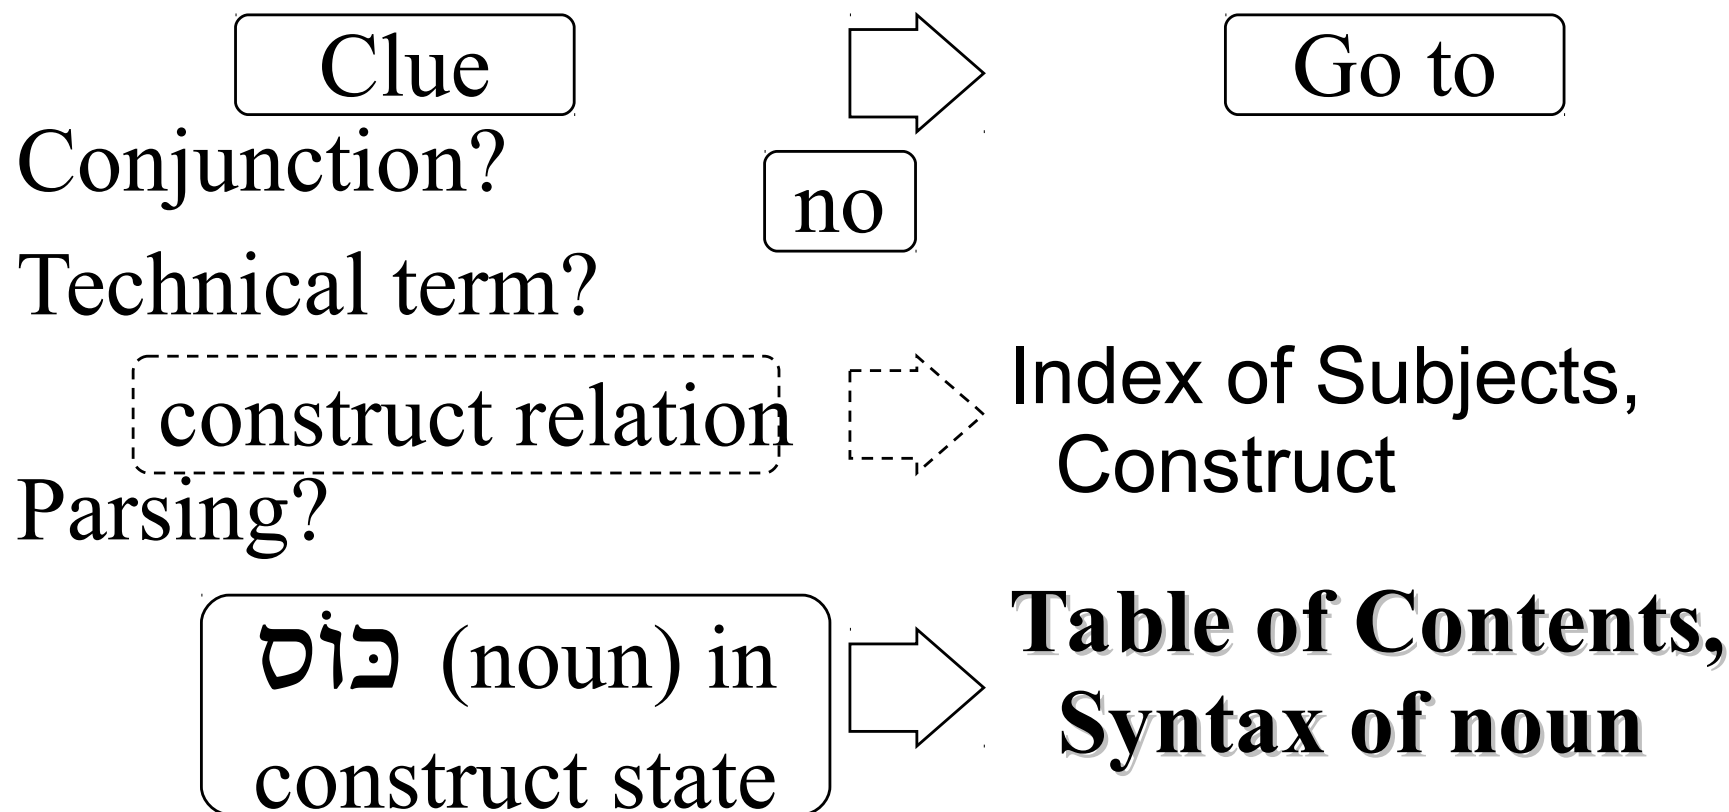 Clue
Go to
Conjunction?
no
Technical term?
construct relation
Index of Subjects,
Construct
Parsing?
כּוֹס (noun) in
construct state
Table of Contents,
Syntax of noun